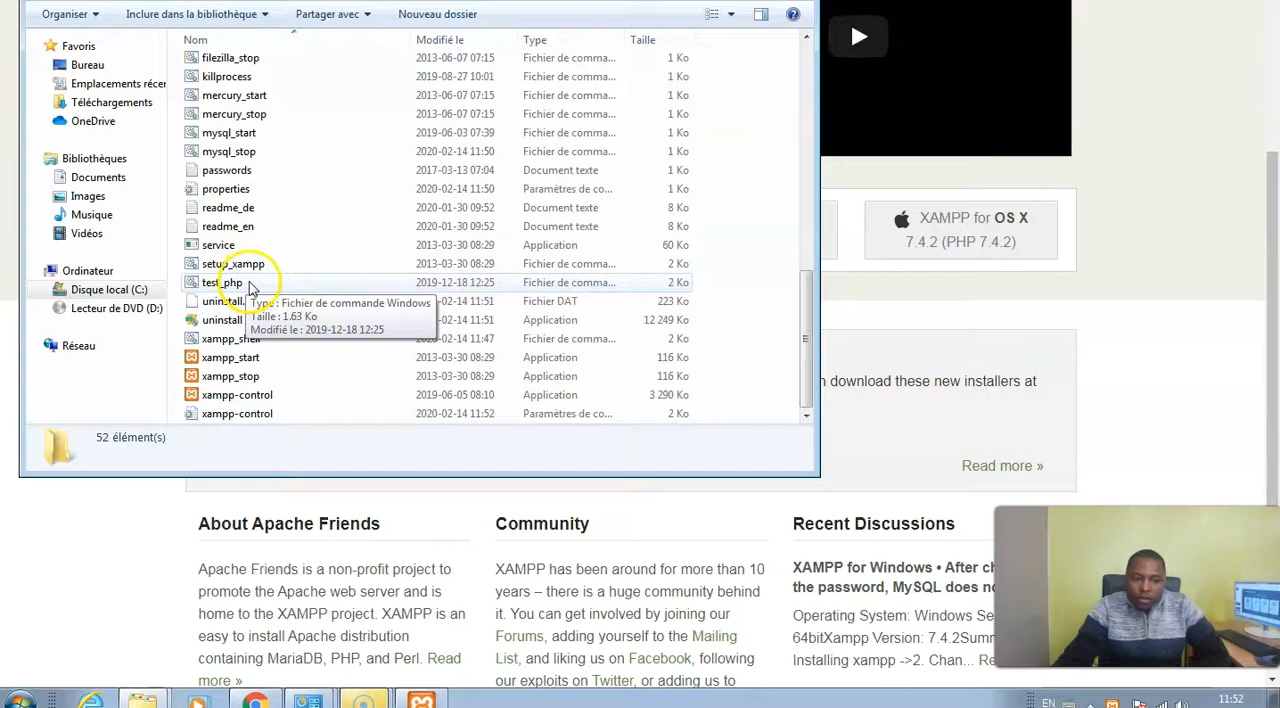 Organiser Inclure dans la bibliothèque Partager avec Nouveau dossier
Favoris
Bureau
Emplacements récer
Téléchargements
OneDrive
Bibliothèques
Documents
Images
Musique
Vidéos
Ordinateur
Disque local (C:)
Lecteur de DVD (D:)
Réseau
Nom Modifié le Type Taille
filezilla_stop 2013-06-07 07:15 Fichier de comma... 1 Ko
killprocess 2019-08-27 10:01 Fichier de comma... 1 Ko
mercury_start 2013-06-07 07:15 Fichier de comma... 1 Ko
mercury_stop 2013-06-07 07:15 Fichier de comma... 1 Ko
mysql_start 2019-06-03 07:39 Fichier de comma... 1 Ko
mysql_stop 2020-02-14 11:50 Fichier de comma... 1 Ko
passwords 2017-03-13 07:04 Document texte 1 Ko
properties 2020-02-14 11:50 Paramètres de co... 1 Ko
readme_de 2020-01-30 09:52 Document texte 8 Ko
readme_en 2020-01-30 09:52 Document texte 8 Ko
service 2013-03-30 08:29 Application 60 Ko
setup_xampp 2013-03-30 08:29 Fichier de comma... 1 Ko
test_php 2019-12-18 12:25 Fichier de comma... 2 Ko
uninstall. -02-14 11:51 Fichier DAT 223 Ko
uninstall -02-14 11:51 Application 12 249 Ko
xampp_shell -02-14 11:47 Fichier de comma... 2 Ko
xampp_start 2013-03-30 08:29 Application 116 Ko
xampp_stop 2013-03-30 08:29 Application 116 Ko
xampp-control 2019-06-05 08:10 Application 3 290 Ko
xampp-control 2020-02-14 11:52 Paramètres de co... 2 Ko
Type : Fichier de commande Windows
Taille : 1.63 Ko
Modifié le : 2019-12-18 12:25
52 élément(s)
XAMPP for OS X
7.4.2 (PHP 7.4.2)
n download these new installers at
Read more »
About Apache Friends
Apache Friends is a non-profit project to
promote the Apache web server and is
home to the XAMPP project. XAMPP is an
easy to install Apache distribution
containing MariaDB, PHP, and Perl. Read
more »
Community
XAMPP has been around for more than 10
years – there is a huge community behind
it. You can get involved by joining our
Forums, adding yourself to the Mailing
List, and liking us on Facebook, following
our exploits on Twitter, or adding us to
Recent Discussions
XAMPP for Windows • After ch
the password, MySQL does no
Operating System: Windows Se
64bitXampp Version: 7.4.2Summ
Installing xampp ->2. Chan... Re
EN 11:52